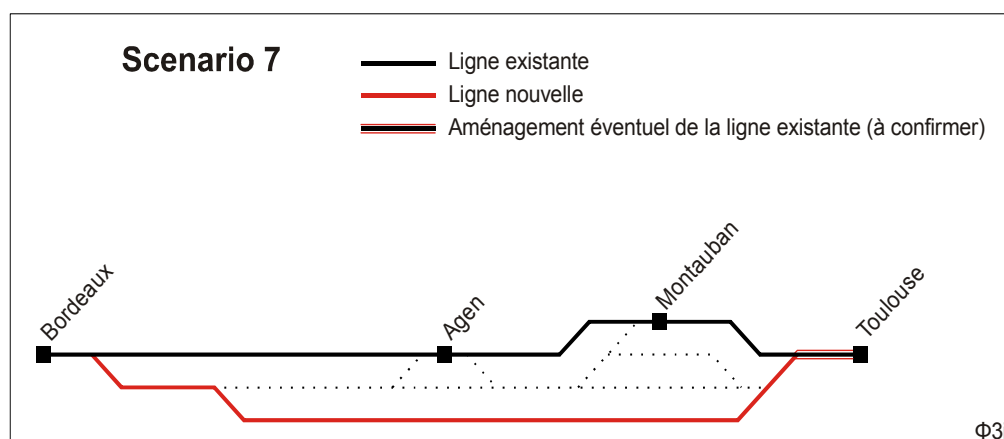 Scenario 7
Ligne existante
Ligne nouvelle
Aménagement éventuel de la ligne existante (à confirmer)
Bordeaux
Agen
Montauban
Toulouse
Φ3